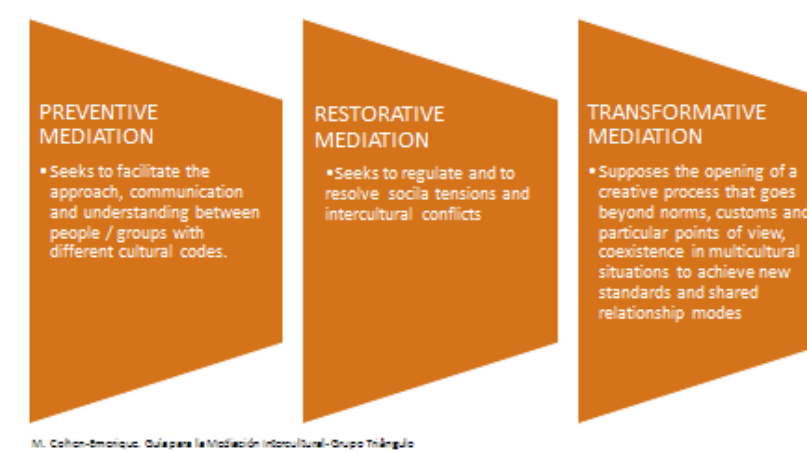 PREVENTIVE
MEDIATION
▪Seeks to facilitate the
approach, communication
and understanding between
people / groups with
different cultural codes.
RESTORATIVE
MEDIATION
•Seeks to regulate and to
resolve socila tensions and
intercultural conflicts
TRANSFORMATIVE
MEDIATION
▪Supposes the opening of a
creative process that goes
beyond norms, customs and
particular points of view,
coexistence in multicultural
situations to achieve new
standards and shared
relationship modes
M. Cohen-Emerique. Guía para la Mediación Intercultural-Grupo Triángulo